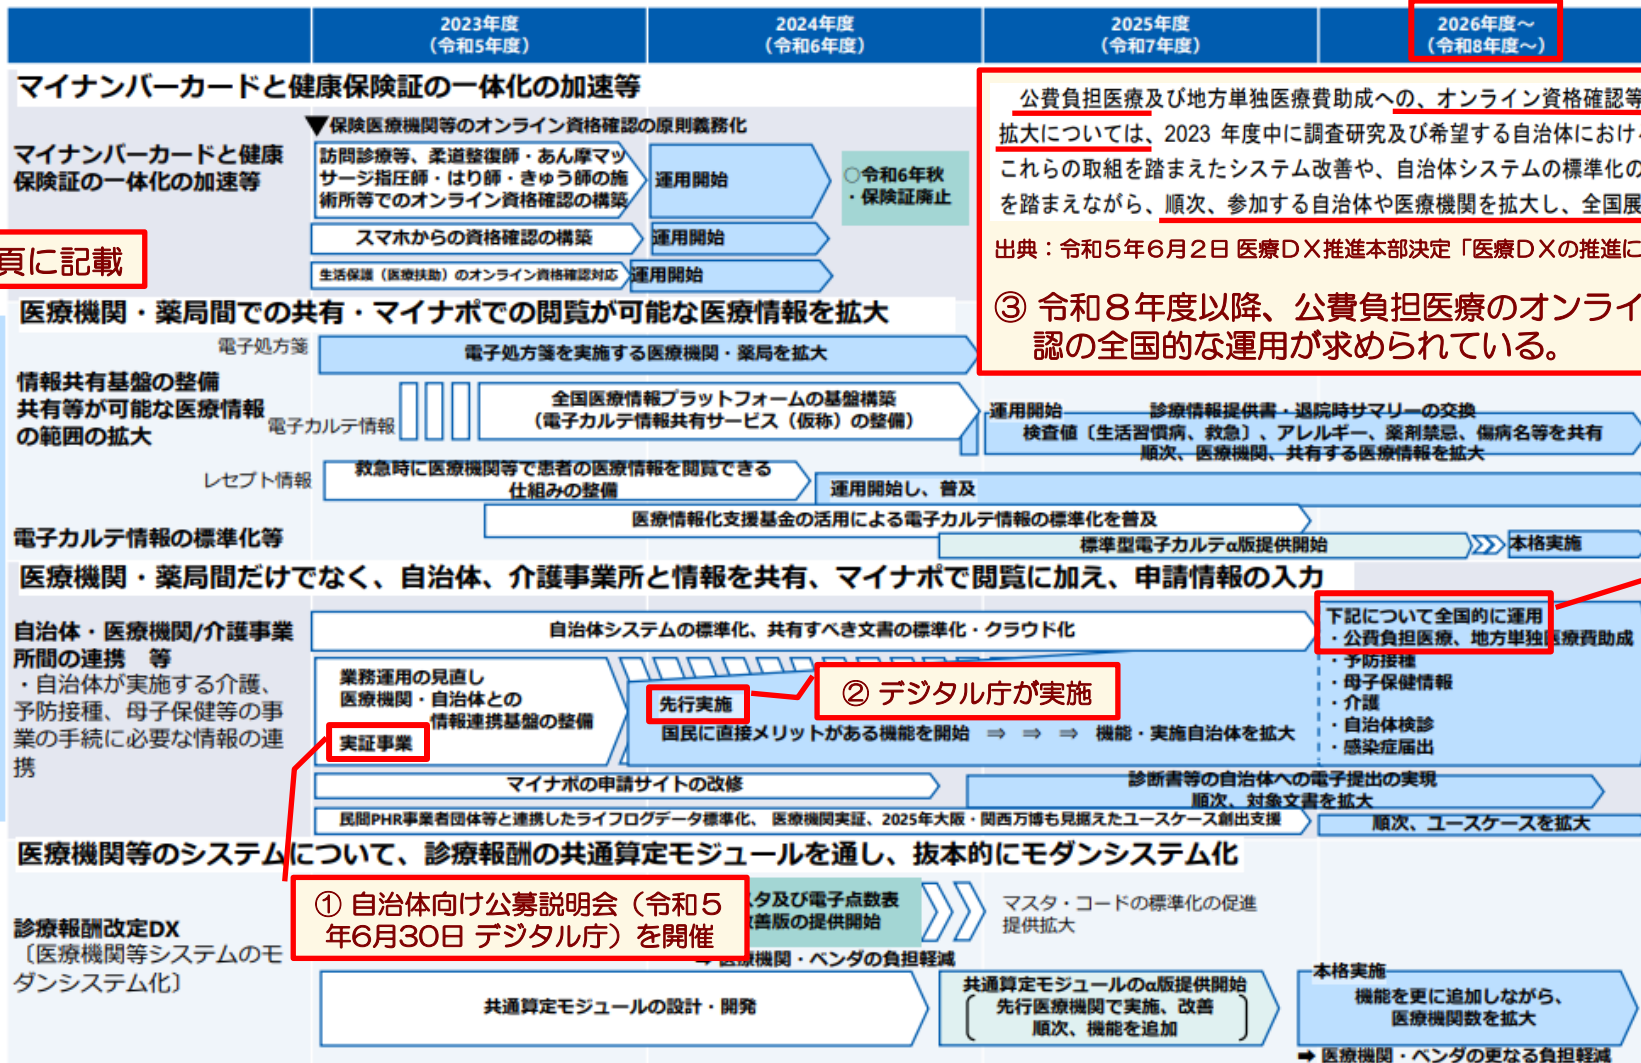 2023年度
（令和5年度）
2024年度
（令和6年度）
2025年度
（令和7年度）
2026年度～
（令和8年度～）
マイナンバーカードと健康保険証の一体化の加速等
▼保険医療機関等のオンライン資格確認の原則義務化
マイナンバーカードと健康
保険証の一体化の加速等
訪問診療等、柔道整復師・あん摩マッ
サージ指圧師・はり師・きゅう師の施
術所等でのオンライン資格確認の構築
運用開始
○令和6年秋
・保険証廃止
スマホからの資格確認の構築
運用開始
生活保護（医療扶助）のオンライン資格確認対応
運用開始
公費負担医療及び地方単独医療費助成への、オンライン資格確認等
拡大については、2023 年度中に調査研究及び希望する自治体におけ
これらの取組を踏まえたシステム改善や、自治体システムの標準化の
を踏まえながら、順次、参加する自治体や医療機関を拡大し、全国展
出典：令和5年6月2日 医療DX推進本部決定「医療DXの推進に
③ 令和８年度以降、公費負担医療のオンライ
認の全国的な運用が求められている。
頁に記載
医療機関・薬局間での共有・マイナポでの閲覧が可能な医療情報を拡大
電子処方箋
電子処方箋を実施する医療機関・薬局を拡大
情報共有基盤の整備
共有等が可能な医療情報
の範囲の拡大
電子カルテ情報
全国医療情報プラットフォームの基盤構築
（電子カルテ情報共有サービス（仮称）の整備）
運用開始
診療情報提供書・退院時サマリーの交換
検査値〔生活習慣病、救急〕、アレルギー、薬剤禁忌、傷病名等を共有
順次、医療機関、共有する医療情報を拡大
レセプト情報
救急時に医療機関等で患者の医療情報を閲覧できる
仕組みの整備
運用開始し、普及
医療情報化支援基金の活用による電子カルテ情報の標準化を普及
電子カルテ情報の標準化等
標準型電子カルテα版提供開始
本格実施
医療機関・薬局間だけでなく、自治体、介護事業所と情報を共有、マイナポで閲覧に加え、申請情報の入力
自治体・医療機関/介護事業
所間の連携　等
・自治体が実施する介護、
予防接種、母子保健等の事
業の手続に必要な情報の連
携
自治体システムの標準化、共有すべき文書の標準化・クラウド化
下記について全国的に運用
・公費負担医療、地方単独医療費助成
・予防接種
・母子保健情報
・介護
・自治体検診
・感染症届出
業務運用の見直し
医療機関・自治体との
情報連携基盤の整備
実証事業
先行実施
② デジタル庁が実施
国民に直接メリットがある機能を開始　⇒　⇒　⇒　機能・実施自治体を拡大
マイナポの申請サイトの改修
診断書等の自治体への電子提出の実現
順次、対象文書を拡大
民間PHR事業者団体等と連携したライフログデータ標準化、 医療機関実証、2025年大阪・関西万博も見据えたユースケース創出支援
順次、ユースケースを拡大
医療機関等のシステムについて、診療報酬の共通算定モジュールを通し、抜本的にモダンシステム化
① 自治体向け公募説明会（令和５
年6月30日 デジタル庁）を開催
スタ及び電子点数表
善版の提供開始
マスタ・コードの標準化の促進
提供拡大
診療報酬改定DX
〔医療機関等システムのモ
ダンシステム化〕
➡ 医療機関・ベンダの負担軽減
共通算定モジュールの設計・開発
共通算定モジュールのα版提供開始
先行医療機関で実施、改善
順次、機能を追加
本格実施
機能を更に追加しながら、
医療機関数を拡大
➡ 医療機関・ベンダの更なる負担軽減